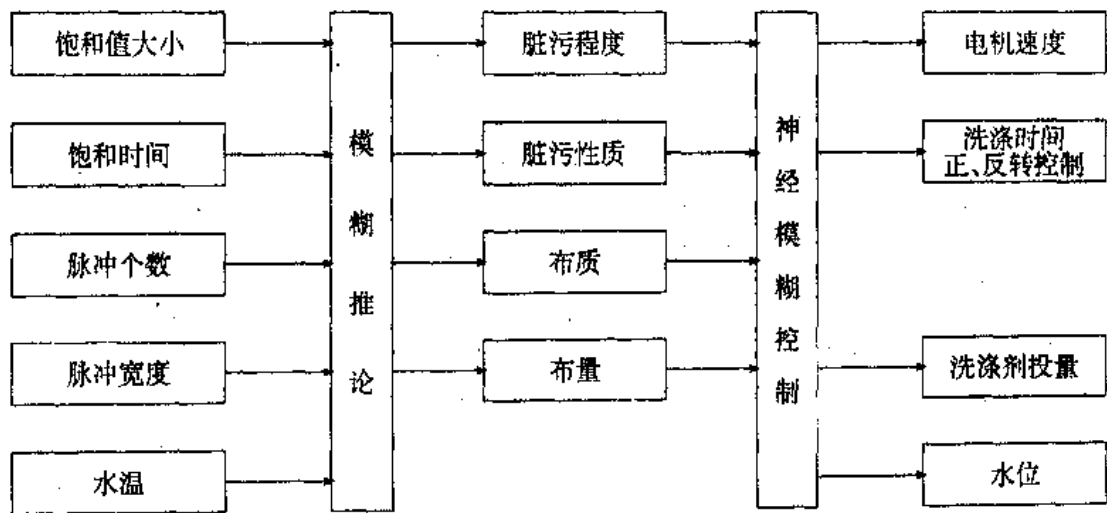 饱和值大小
饱和时间
脉冲个数
脉冲宽度
水温
模糊推论
脏污程度
脏污性质
布质
布量
神经模糊控制
电机速度
洗涤时间
正、反转控制
洗涤剂投量
水位